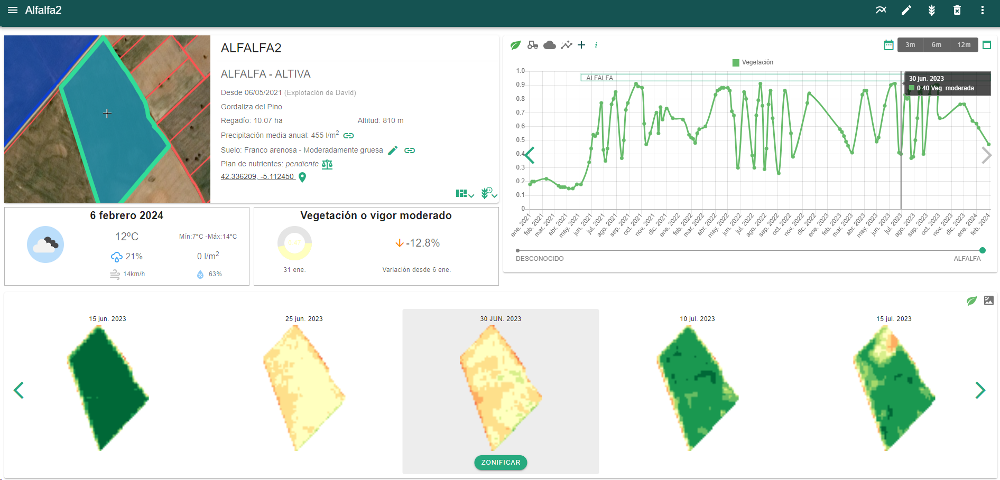 Alfalfa2
ALFALFA2
ALFALFA - ALTIVA
Desde 06/05/2021 (Explotación de David)
Gordaliza del Pino
Regadío: 10.07 ha Altitud: 810 m
Precipitación media anual: 455 l/m2
Suelo: Franco arenosa - Moderadamente gruesa
Plan de nutrientes: pendiente
42.336209, -5.112450
6 febrero 2024
12ºC Mín:7ºC -Máx:14ºC
21% 0 l/m2
14km/h 63%
Vegetación o vigor moderado
0.47
-12.8%
31 ene. Variación desde 6 ene.
i
3m 6m 12m
Vegetación
1.0
0.9
0.8
0.7
0.6
0.5
0.4
0.3
0.2
0.1
0
ALFALFA
30 jun. 2023
0.40 Veg. moderada
ene. 2021 feb. 2021 mar. 2021 abr. 2021 may. 2021 jun. 2021 jul. 2021 ago. 2021 sep. 2021 oct. 2021 nov. 2021 dic. 2021 ene. 2022 feb. 2022 mar. 2022 abr. 2022 may. 2022 jun. 2022 jul. 2022 ago. 2022 sep. 2022 oct. 2022 nov. 2022 dic. 2022 ene. 2023 feb. 2023 mar. 2023 abr. 2023 may. 2023 jun. 2023 jul. 2023 ago. 2023 sep. 2023 oct. 2023 nov. 2023 dic. 2023 ene. 2024 feb. 2024
DESCONOCIDO ALFALFA
15 jun. 2023 25 jun. 2023 30 JUN. 2023 10 jul. 2023 15 jul. 2023
ZONIFICAR